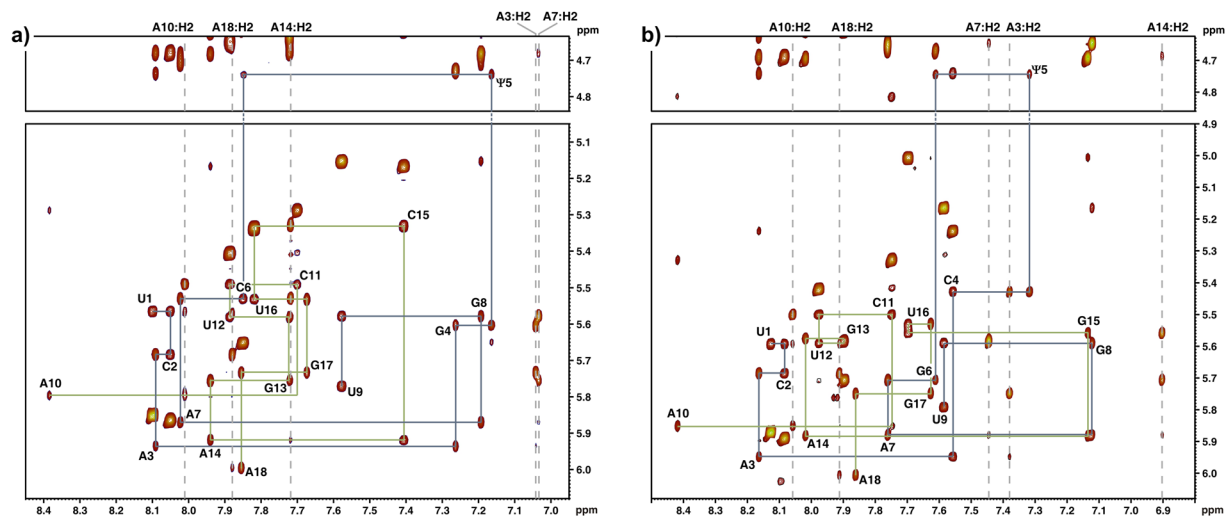 a)
A10:H2 A18:H2 A14:H2 A3:H2 A7:H2
ppm
4.7
4.8
Ψ5
5.1
5.2
5.3
5.4
5.5
5.6
5.7
5.8
5.9
6.0
C15
C11
C6
U1
U16
U12
G8
G4
C2
G17
G13
U9
A10
A7
A14
A3
A18
8.4 8.3 8.2 8.1 8.0 7.9 7.8 7.7 7.6 7.5 7.4 7.3 7.2 7.1 7.0 ppm
b)
A10:H2 A18:H2 A7:H2 A3:H2 A14:H2
ppm
4.7
4.8
Ψ5
4.9
5.0
5.1
5.2
5.3
5.4
5.5
5.6
5.7
5.8
5.9
6.0
C4
C11
U16
U1
G13
G15
U12
G8
G6
C2
G17
U9
A10
A14
A7
A3
A18
8.4 8.3 8.2 8.1 8.0 7.9 7.8 7.7 7.6 7.5 7.4 7.3 7.2 7.1 7.0 6.9 ppm